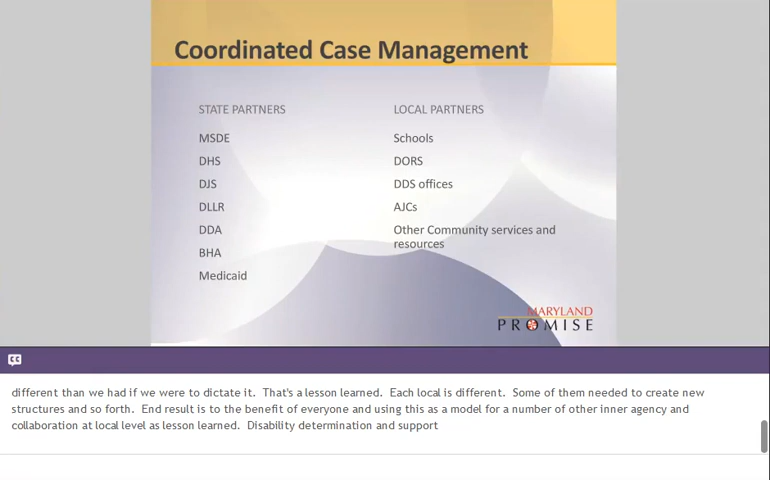 Coordinated Case Management
STATE PARTNERS
MSDE
DHS
DJS
DLLR
DDA
BHA
Medicaid
LOCAL PARTNERS
Schools
DORS
DDS offices
AJCs
Other Community services and
resources
MARYLAND
PROMISE
CC
different than we had if we were to dictate it.  That's a lesson learned.  Each local is different.  Some of them needed to create new
structures and so forth.  End result is to the benefit of everyone and using this as a model for a number of other inner agency and
collaboration at local level as lesson learned.  Disability determination and support